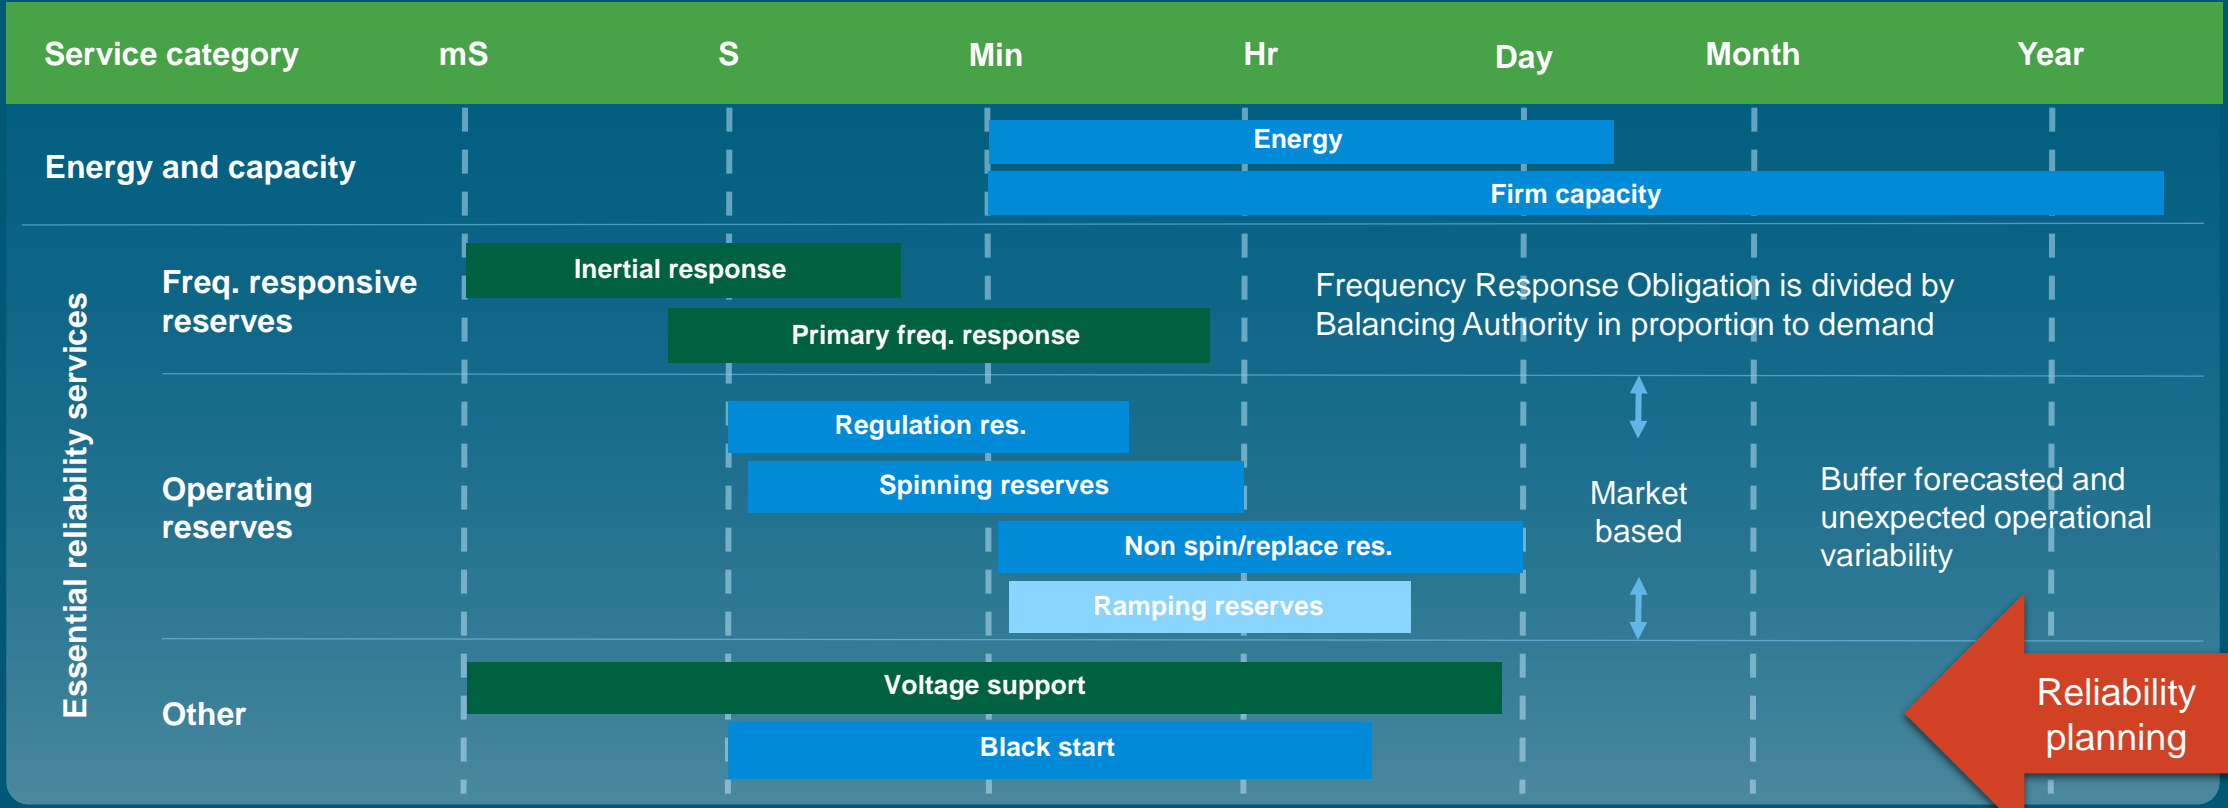 Service category mS S Min Hr Day Month Year
Energy and capacity
Energy
Firm capacity
Essential reliability services
Freq. responsive
reserves
Inertial response
Primary freq. response
Frequency Response Obligation is divided by
Balancing Authority in proportion to demand
Operating
reserves
Regulation res.
Spinning reserves
Non spin/replace res.
Ramping reserves
Market
based
Buffer forecasted and
unexpected operational
variability
Other
Voltage support
Black start
Reliability
planning